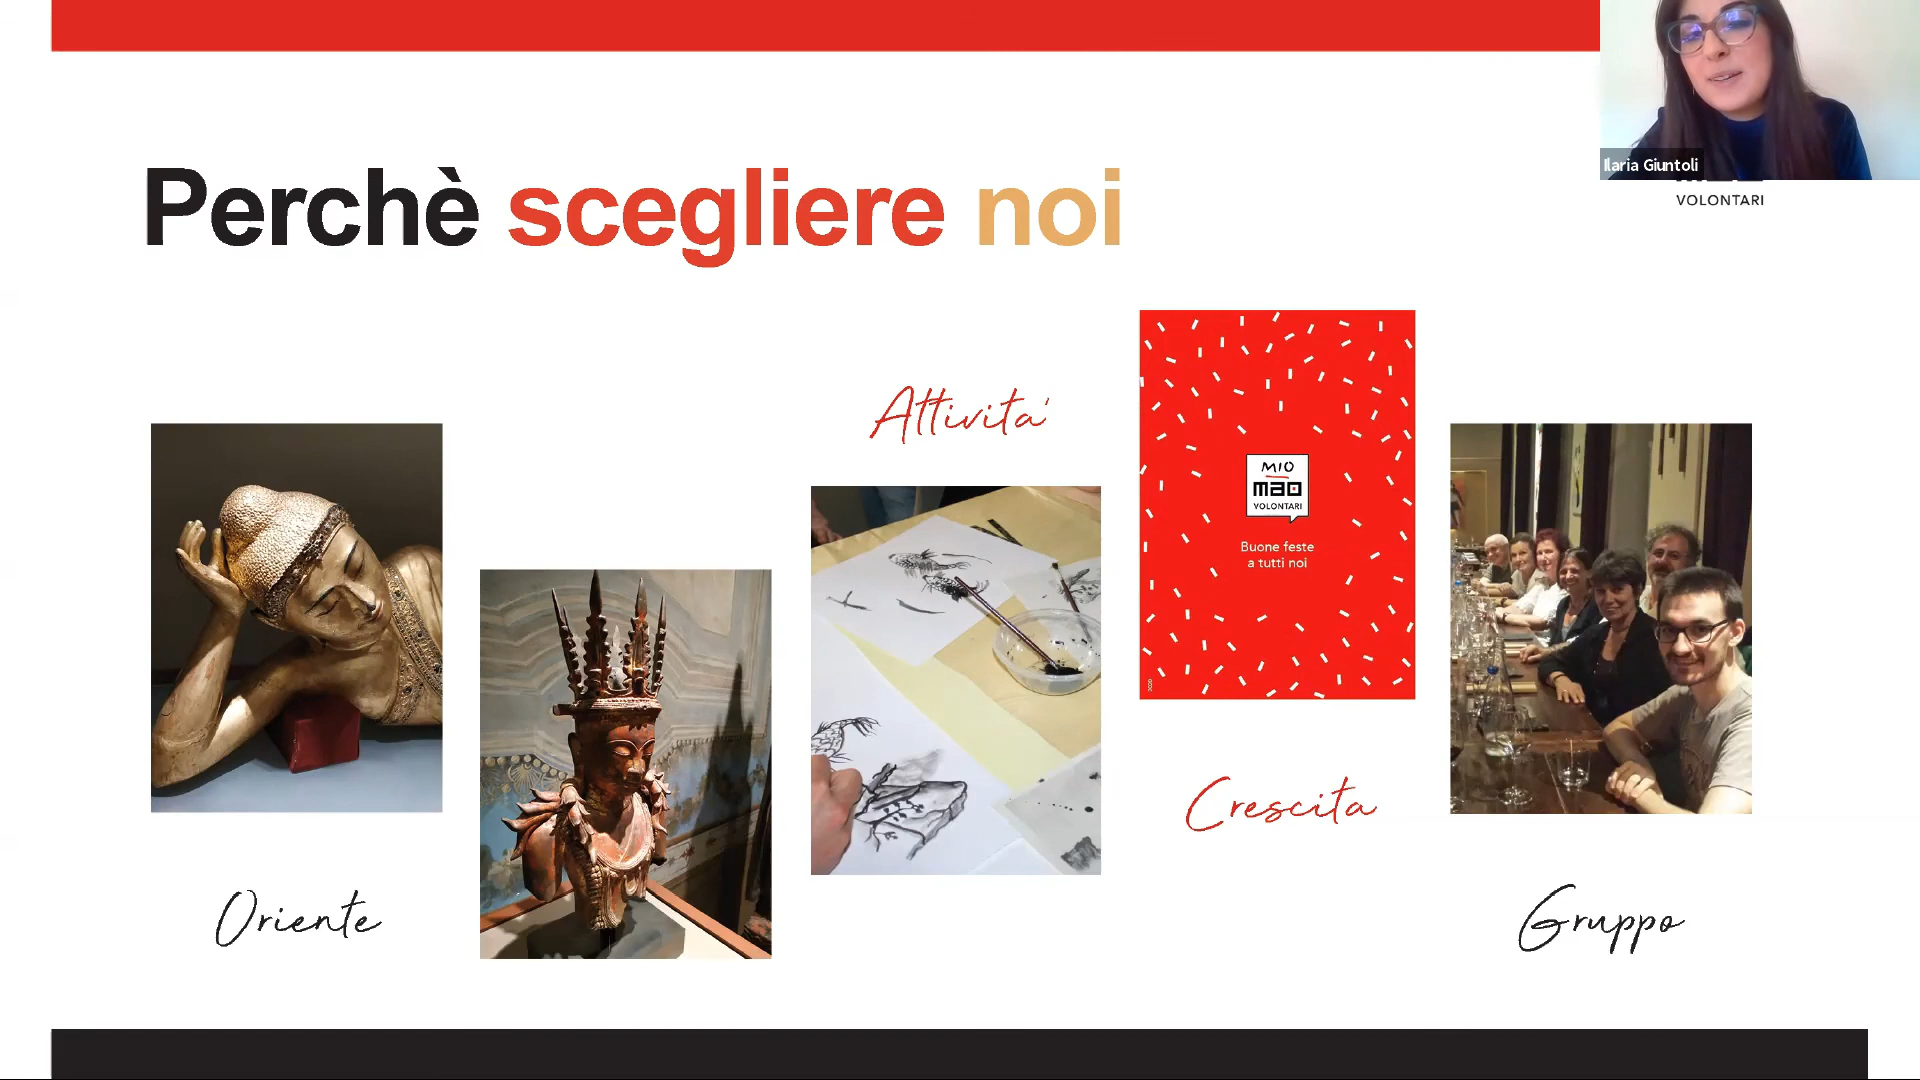 Ilaria Giuntoli
VOLONTARI
Perchè scegliere noi
Attivita'
MIO
mao
VOLONTARI
Buone feste
a tutti noi
Crescita
Oriente
Gruppo